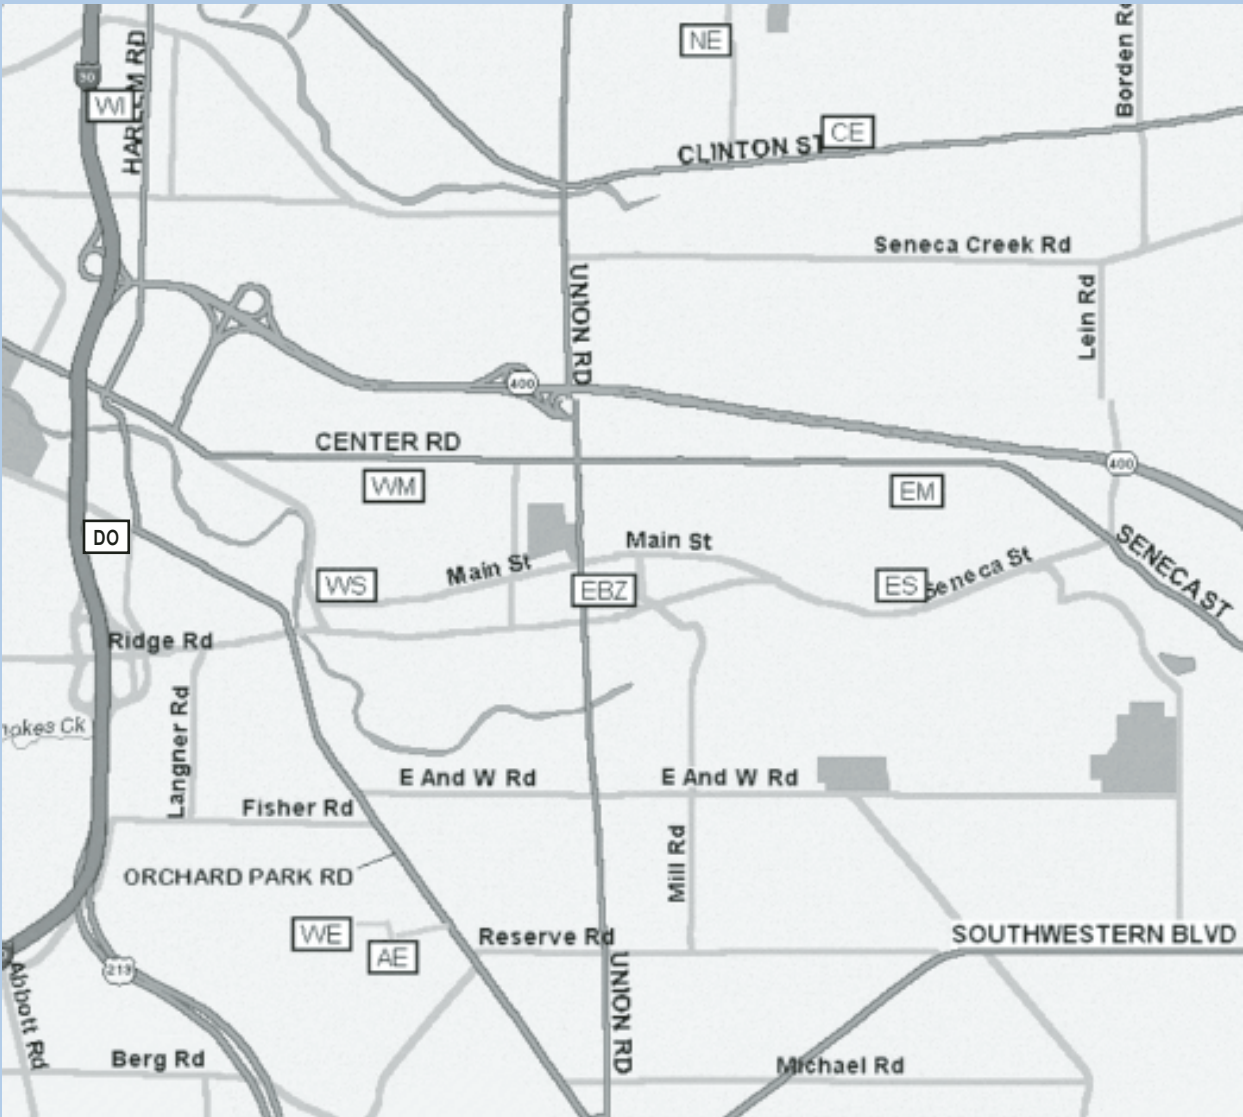 NE
Borden Rd
90
WI
HARLEM RD
CE
CLINTON ST
Seneca Creek Rd
UNION RD
Lein Rd
400
CENTER RD
400
WM
EM
DO
Main St
SENECA ST
Main St
WS
EBZ
ES
Seneca St
Ridge Rd
Langner Rd
okes Ck
E And W Rd
E And W Rd
Fisher Rd
Mill Rd
ORCHARD PARK RD
WE
AE
Reserve Rd
SOUTHWESTERN BLVD
219
UNION RD
Abbott Rd
Berg Rd
Michael Rd